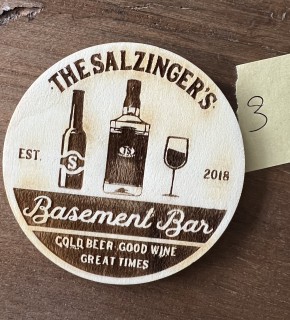 THE SALZINGER'S
S
EST. 2018
Basement Bar
COLD BEER GOOD WINE
GREAT TIMES
3